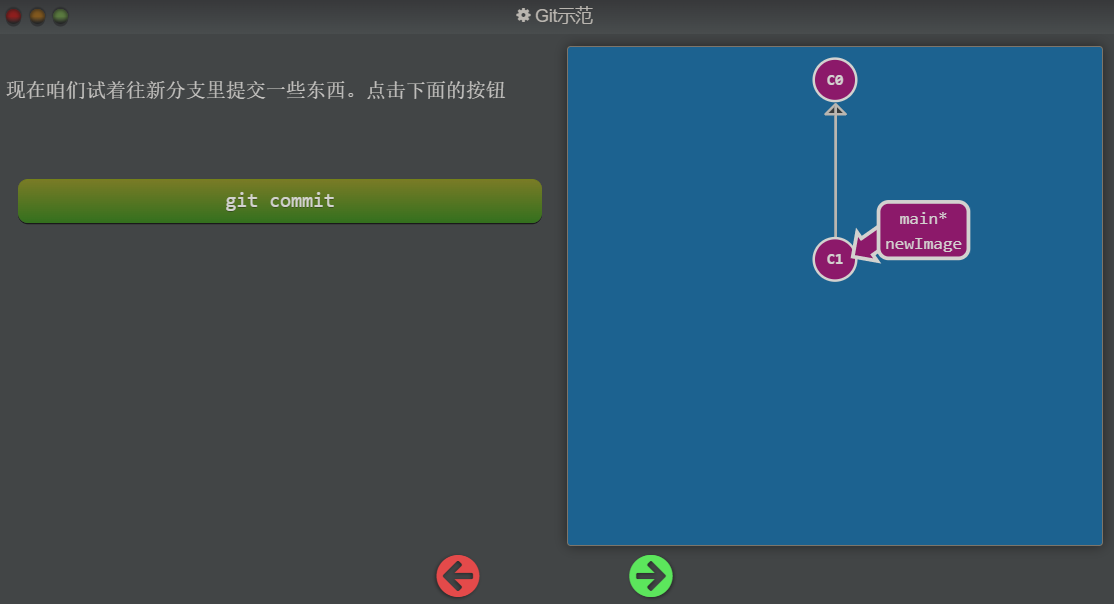 Git示范
现在咱们试着往新分支里提交一些东西。点击下面的按钮
git commit
C0
main*
newImage
C1